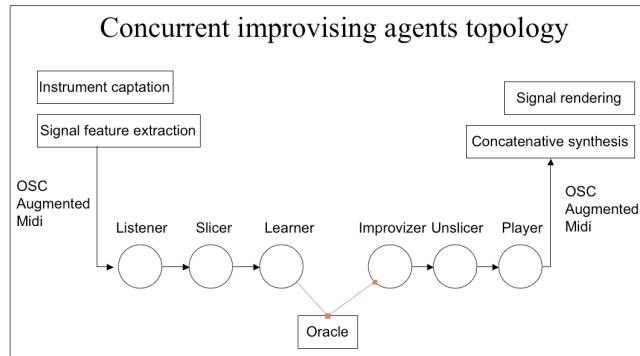 Concurrent improvising agents topology
Instrument captation
Signal feature extraction
Signal rendering
Concatenative synthesis
OSC
Augmented
Midi
OSC
Augmented
Midi
Listener
Slicer
Learner
Improvizer
Unslicer
Player
Oracle